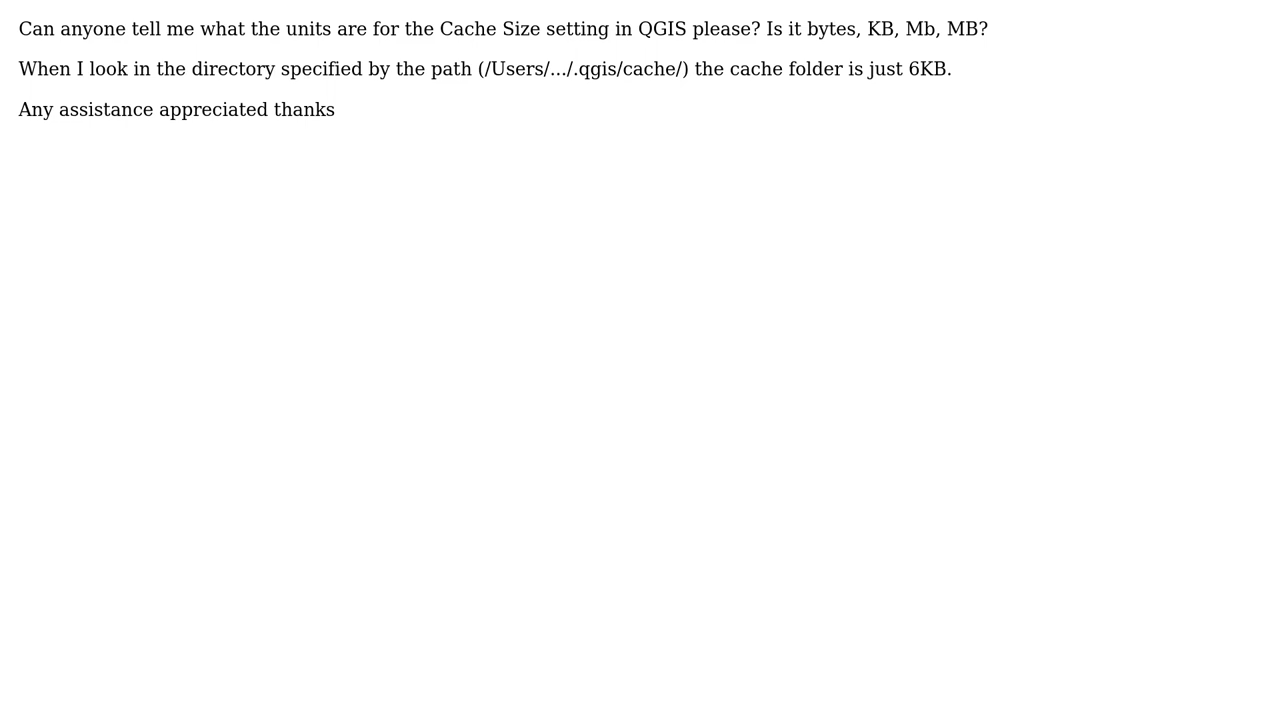 Can anyone tell me what the units are for the Cache Size setting in QGIS please? Is it bytes, KB, Mb, MB?
When I look in the directory specified by the path (/Users/.../.qgis/cache/) the cache folder is just 6KB.
Any assistance appreciated thanks